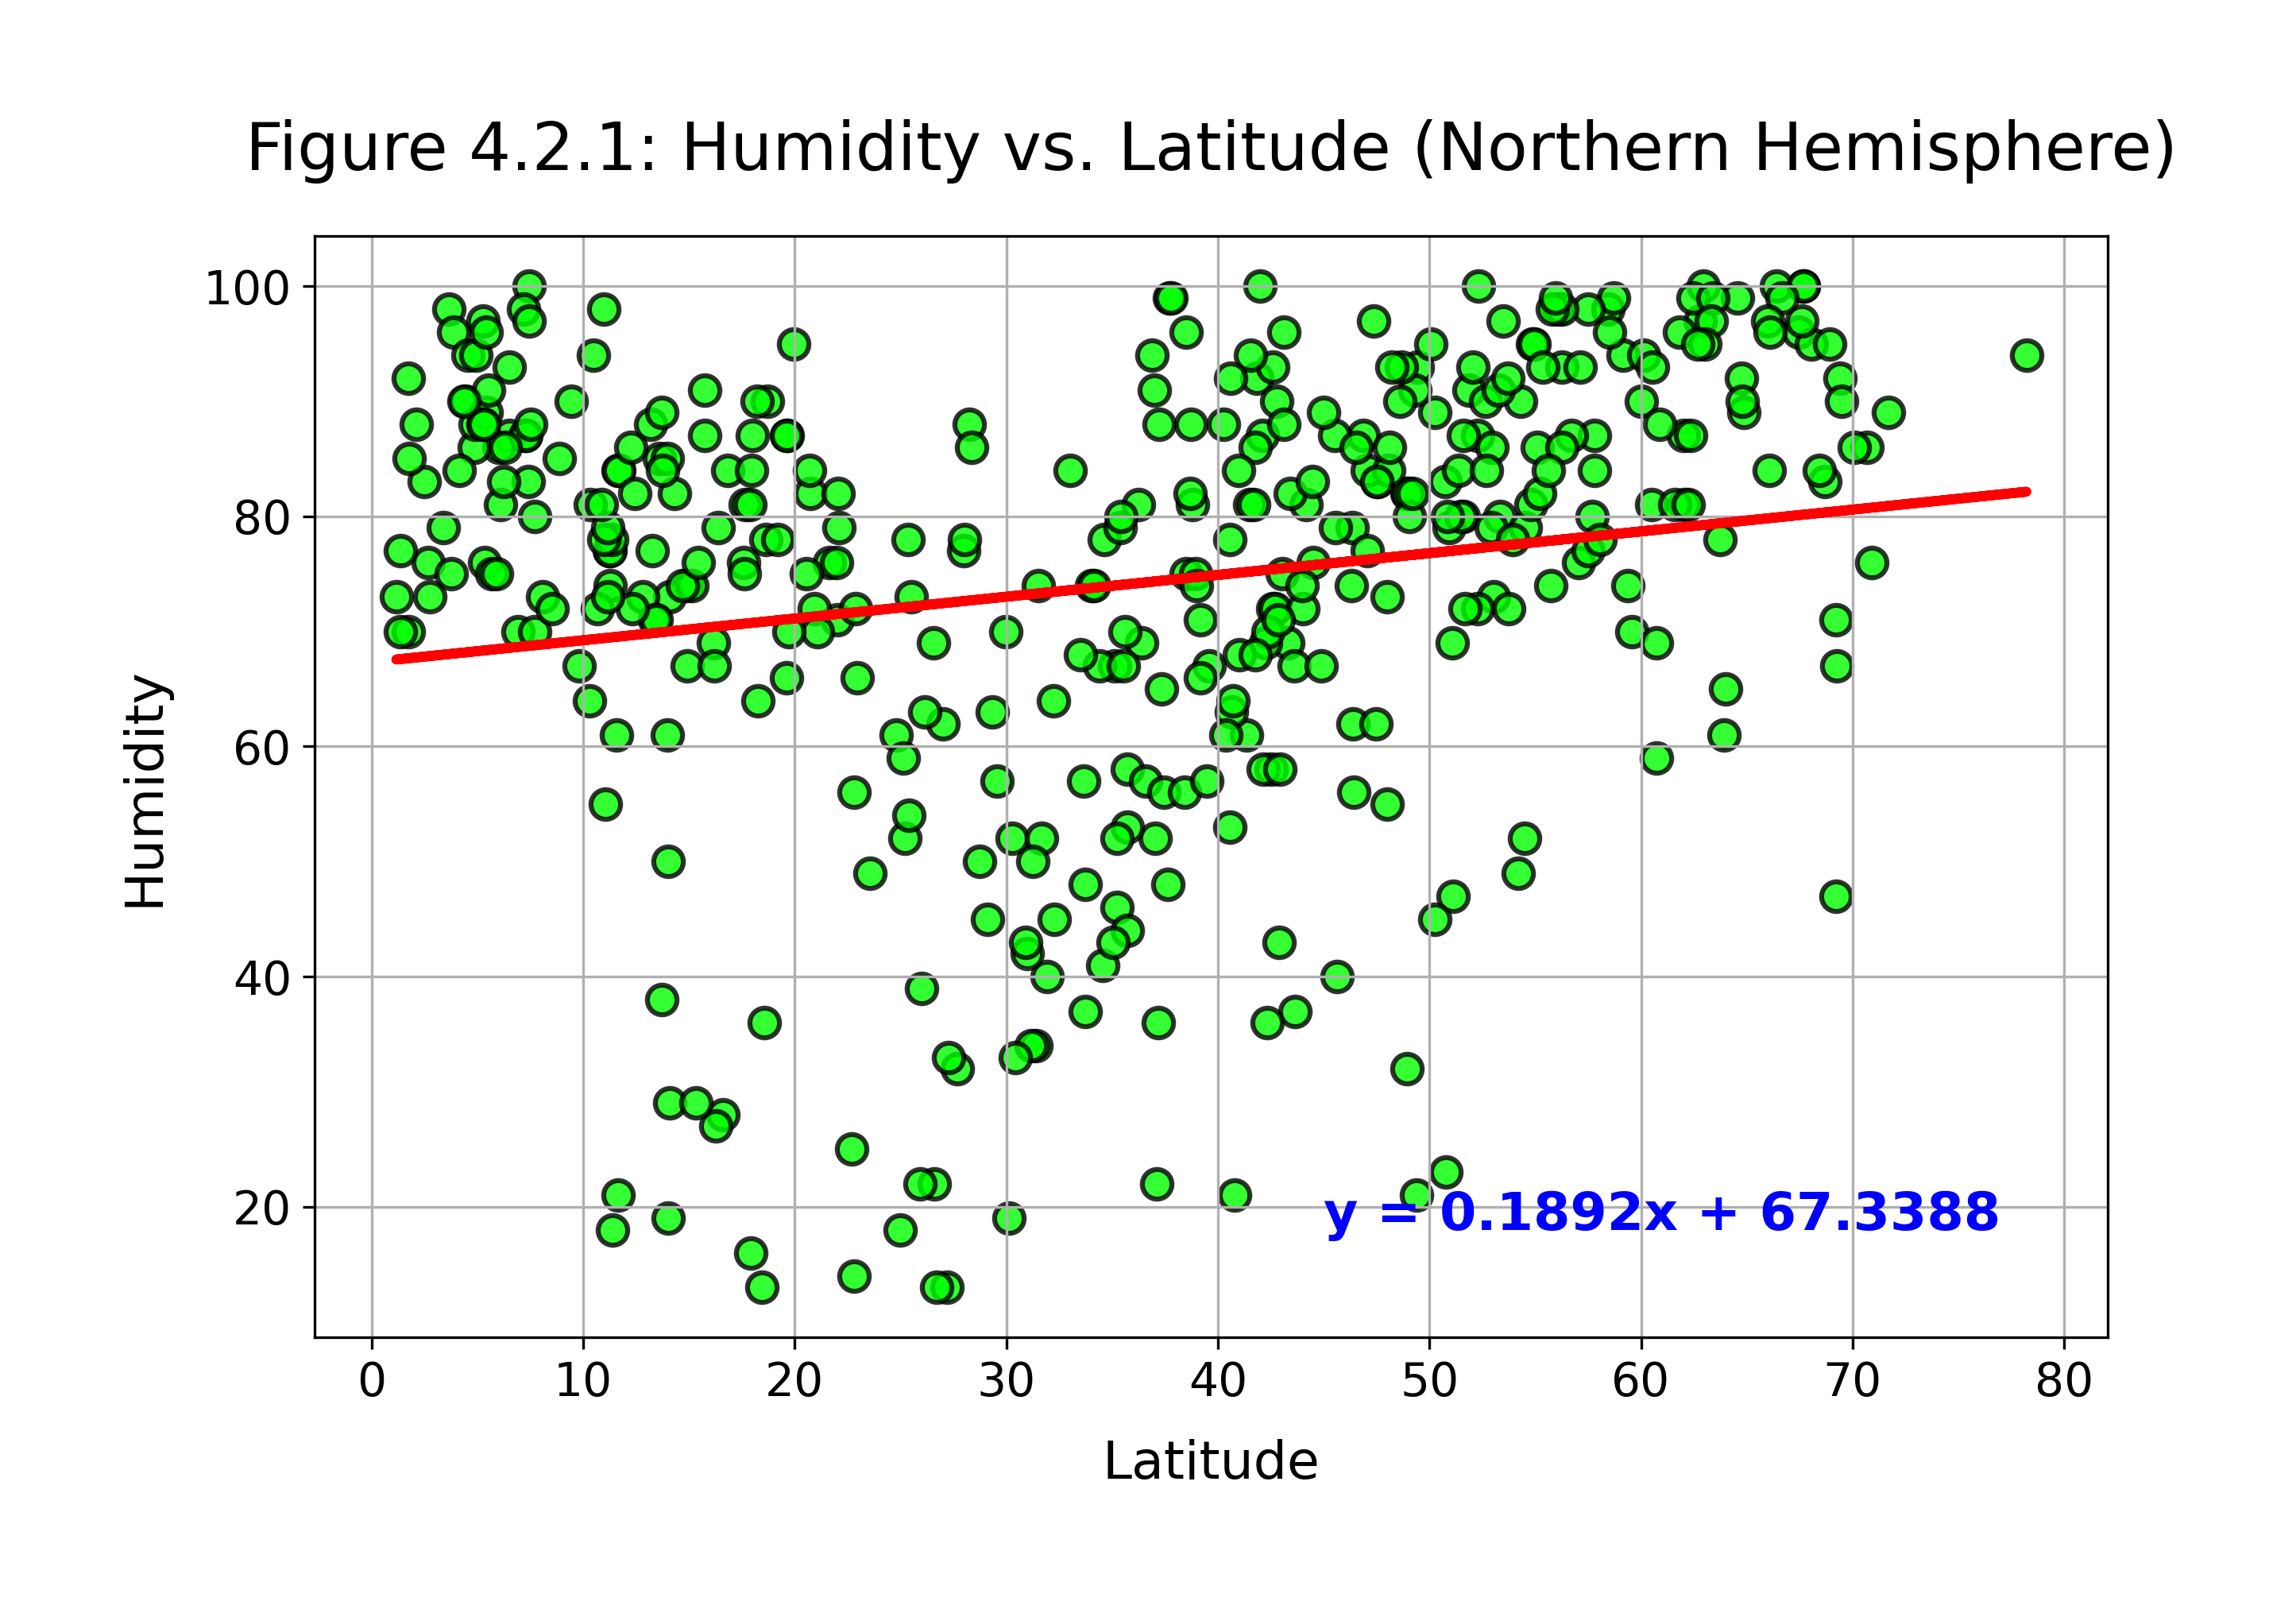 Figure 4.2.1: Humidity vs. Latitude (Northern Hemisphere)
100
80
60
40
20
Humidity
y = 0.1892x + 67.3388
0 10 20 30 40 50 60 70 80
Latitude